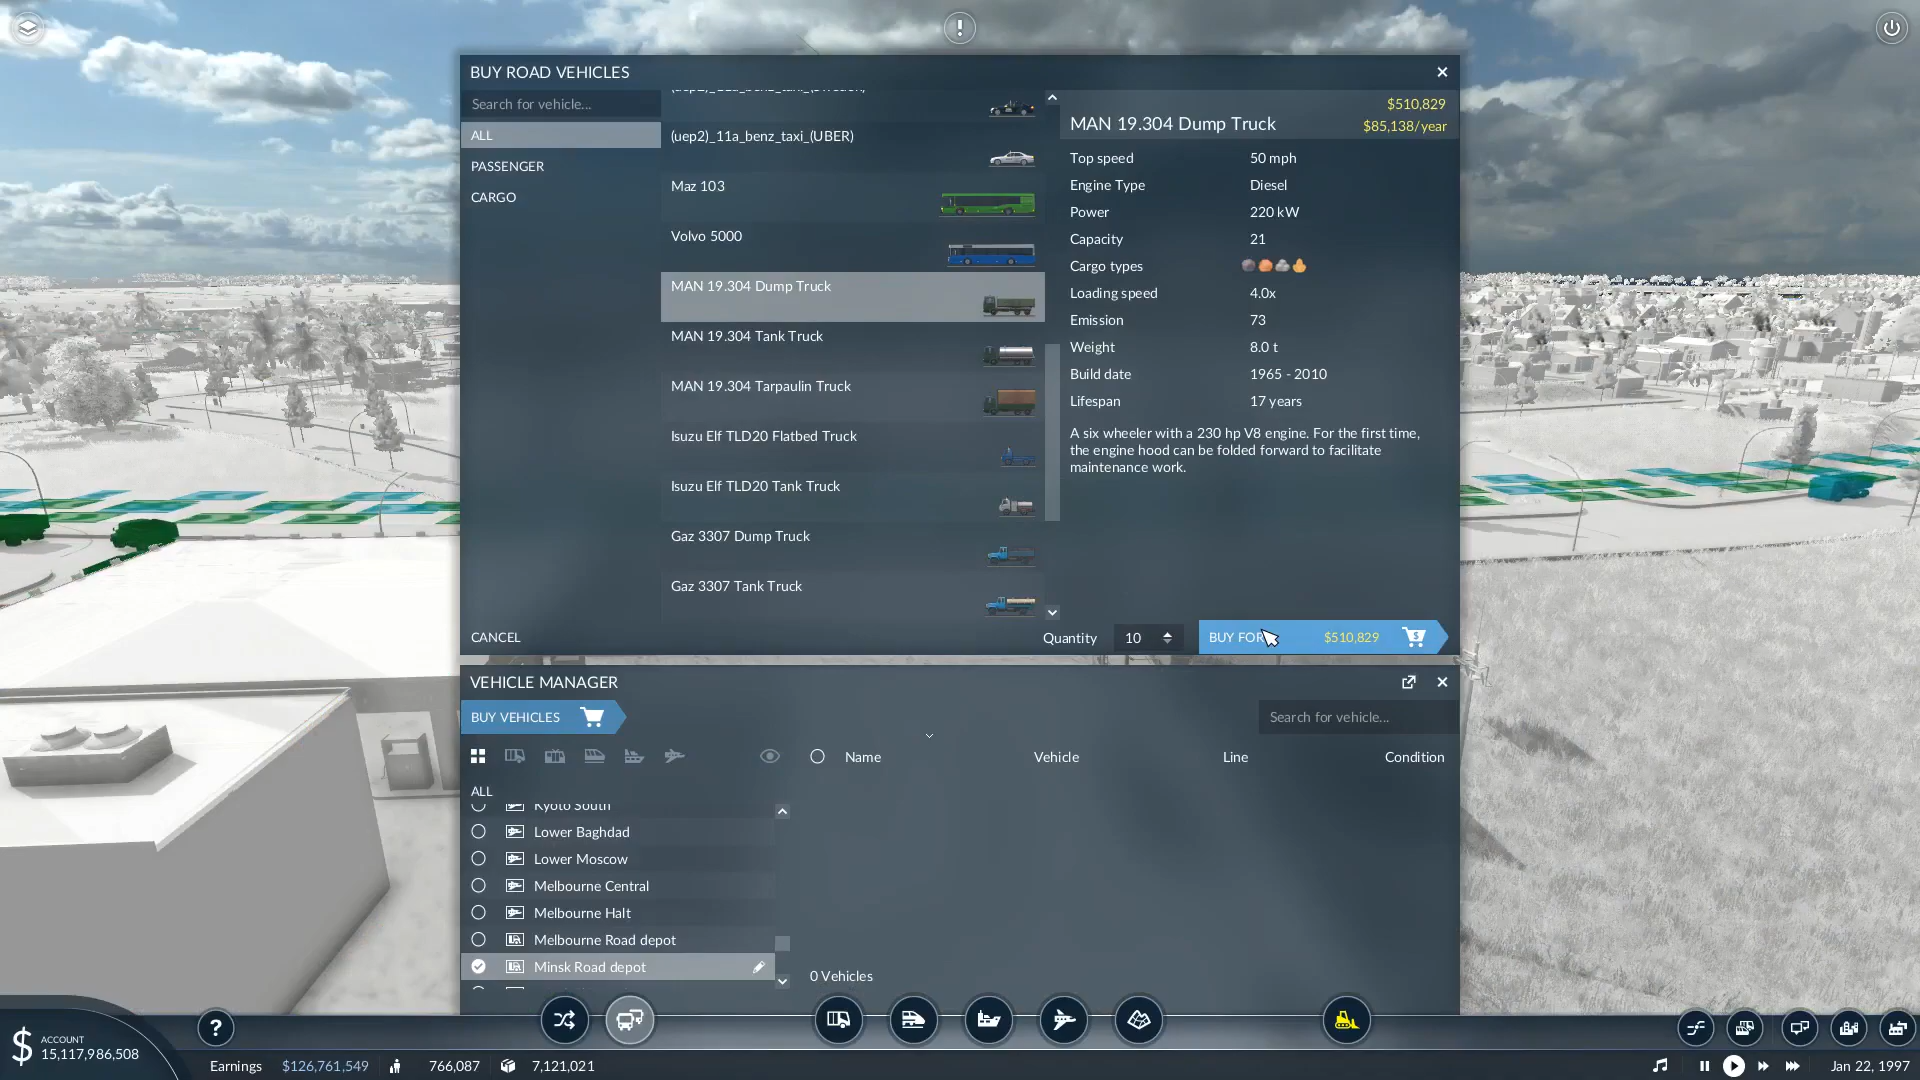 BUY ROAD VEHICLES
Search for vehicle...
ALL
PASSENGER
CARGO
(uep2)_11a_benz_taxi_(UBER)
Maz 103
Volvo 5000
MAN 19.304 Dump Truck
MAN 19.304 Tank Truck
MAN 19.304 Tarpaulin Truck
Isuzu Elf TLD20 Flatbed Truck
Isuzu Elf TLD20 Tank Truck
Gaz 3307 Dump Truck
Gaz 3307 Tank Truck
$510,829
MAN 19.304 Dump Truck
$85,138/year
Top speed 50 mph
Engine Type Diesel
Power 220 kW
Capacity 21
Cargo types
Loading speed 4.0x
Emission 73
Weight 8.0 t
Build date 1965 - 2010
Lifespan 17 years
A six wheeler with a 230 hp V8 engine. For the first time,
the engine hood can be folded forward to facilitate
maintenance work.
CANCEL
Quantity 10
BUY FOR $510,829
VEHICLE MANAGER
BUY VEHICLES
Search for vehicle...
Name Vehicle Line Condition
ALL
Kyoto South
Lower Baghdad
Lower Moscow
Melbourne Central
Melbourne Halt
Melbourne Road depot
Minsk Road depot
0 Vehicles
?
$ ACCOUNT
15,117,986,508
Earnings $126,761,549 766,087 7,121,021
Jan 22, 1997